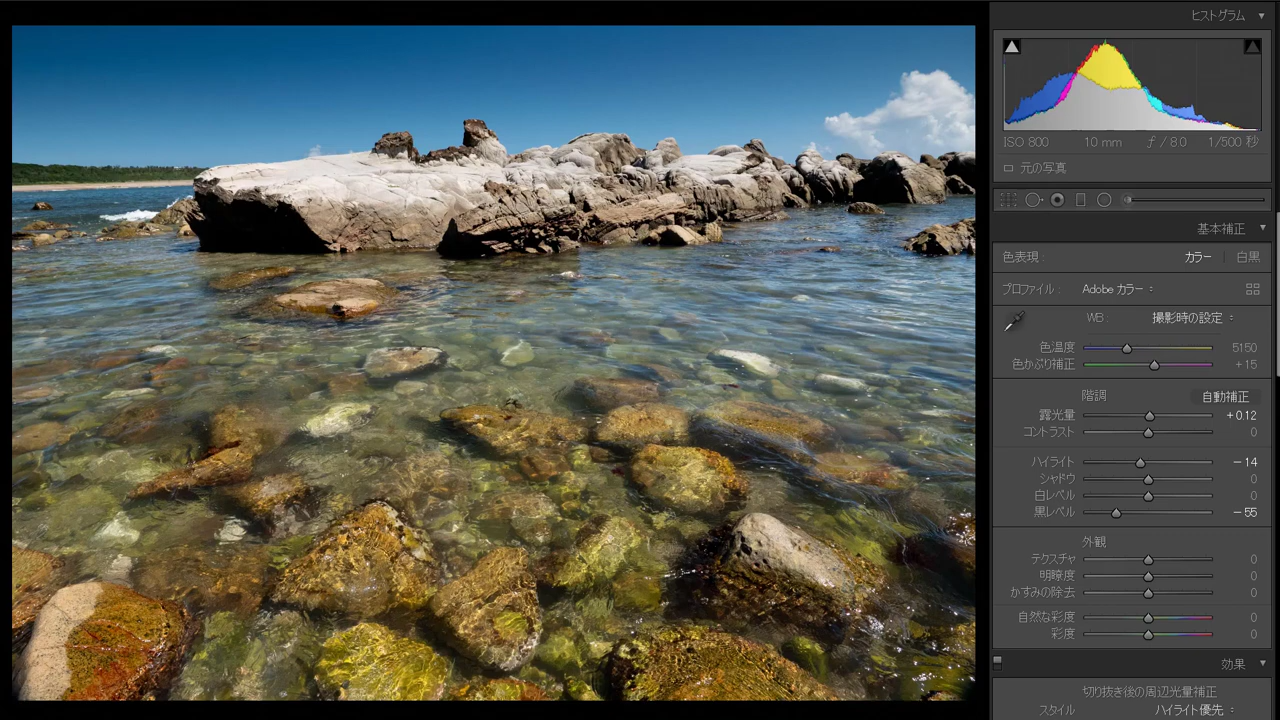 ヒストグラム
ISO 800 10 mm ƒ / 8.0 1/500 秒
元の写真
基本補正
色表現 : カラー 白黒
プロファイル : Adobe カラー
WB : 撮影時の設定
色温度 5150
色かぶり補正 + 15
階調 自動補正
露光量 + 0.12
コントラスト 0
ハイライト − 14
シャドウ 0
白レベル 0
黒レベル − 55
外観
テクスチャ 0
明瞭度 0
かすみの除去 0
自然な彩度 0
彩度 0
効果
切り抜き後の周辺光量補正
スタイル ハイライト優先